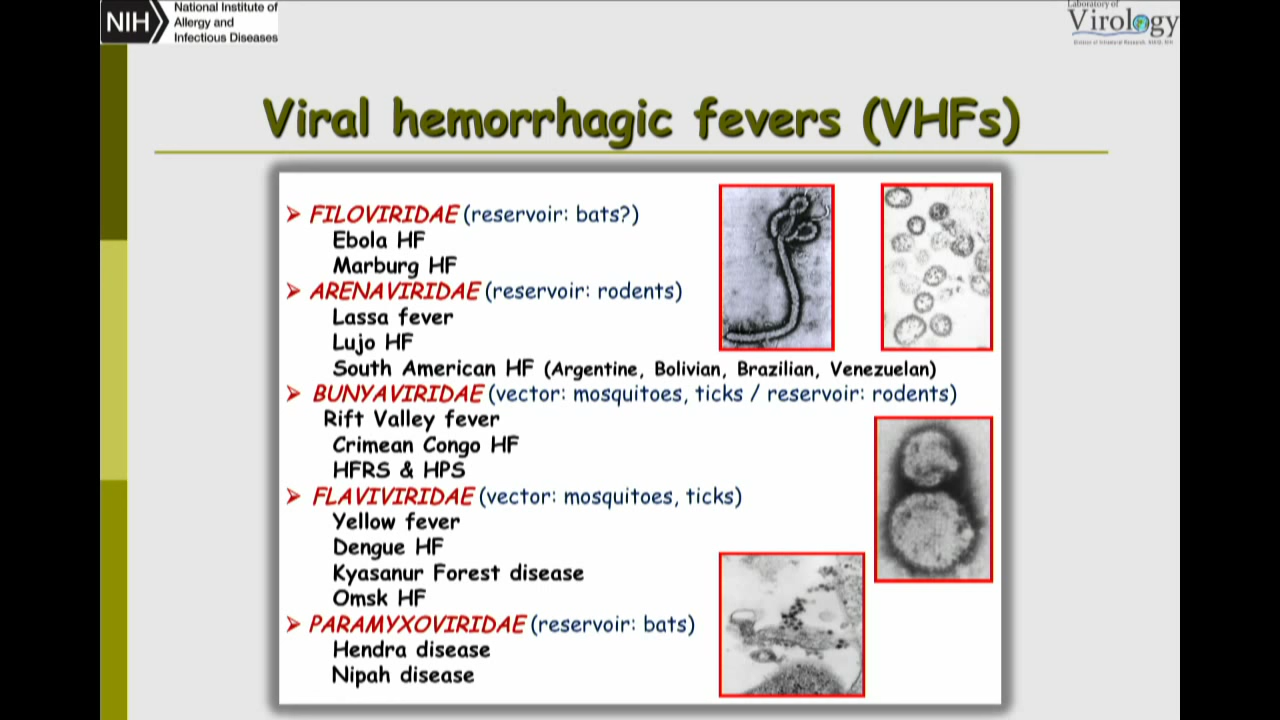 NIH
National Institute of
Allergy and
Infectious Diseases
Laboratory of
Virology
Viral hemorrhagic fevers (VHFs)
➢ FILOVIRIDAE (reservoir: bats?)
Ebola HF
Marburg HF
➢ ARENAVIRIDAE (reservoir: rodents)
Lassa fever
Lujo HF
South American HF (Argentine, Bolivian, Brazilian, Venezuelan)
➢ BUNYAVIRIDAE (vector: mosquitoes, ticks / reservoir: rodents)
Rift Valley fever
Crimean Congo HF
HFRS & HPS
➢ FLAVIVIRIDAE (vector: mosquitoes, ticks)
Yellow fever
Dengue HF
Kyasanur Forest disease
Omsk HF
➢ PARAMYXOVIRIDAE (reservoir: bats)
Hendra disease
Nipah disease